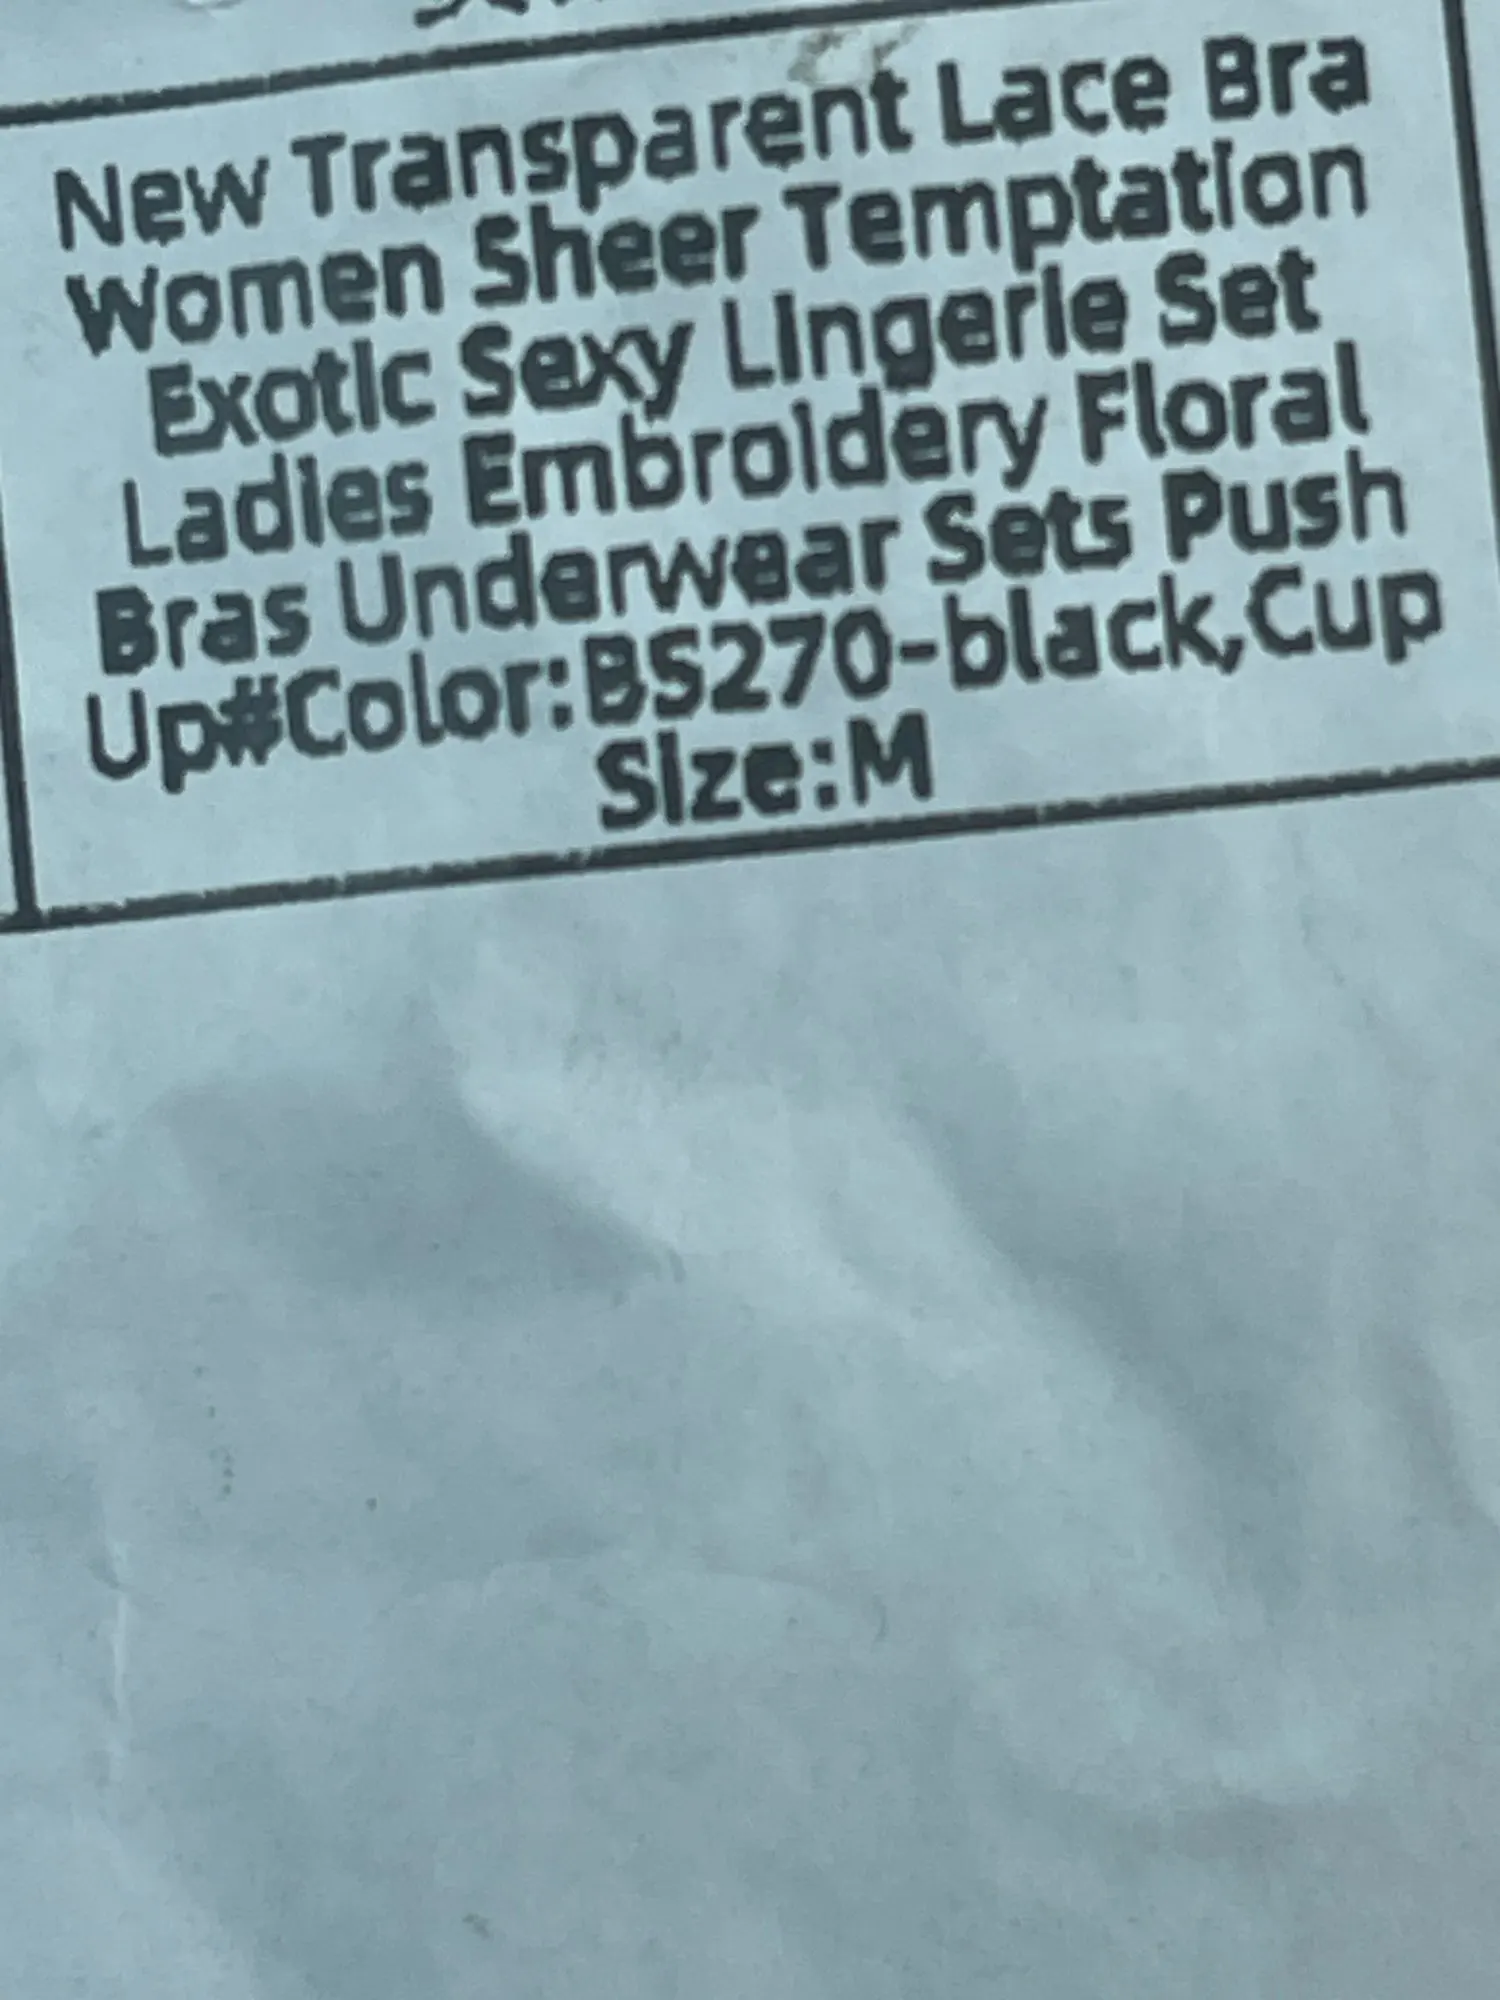 New Transparent Lace Bra
Women Sheer Temptation
Exotic Sexy Lingerie Set
Ladies Embroidery Floral
Bras Underwear Sets Push
Up#Color:BS270-black,Cup
Size:M